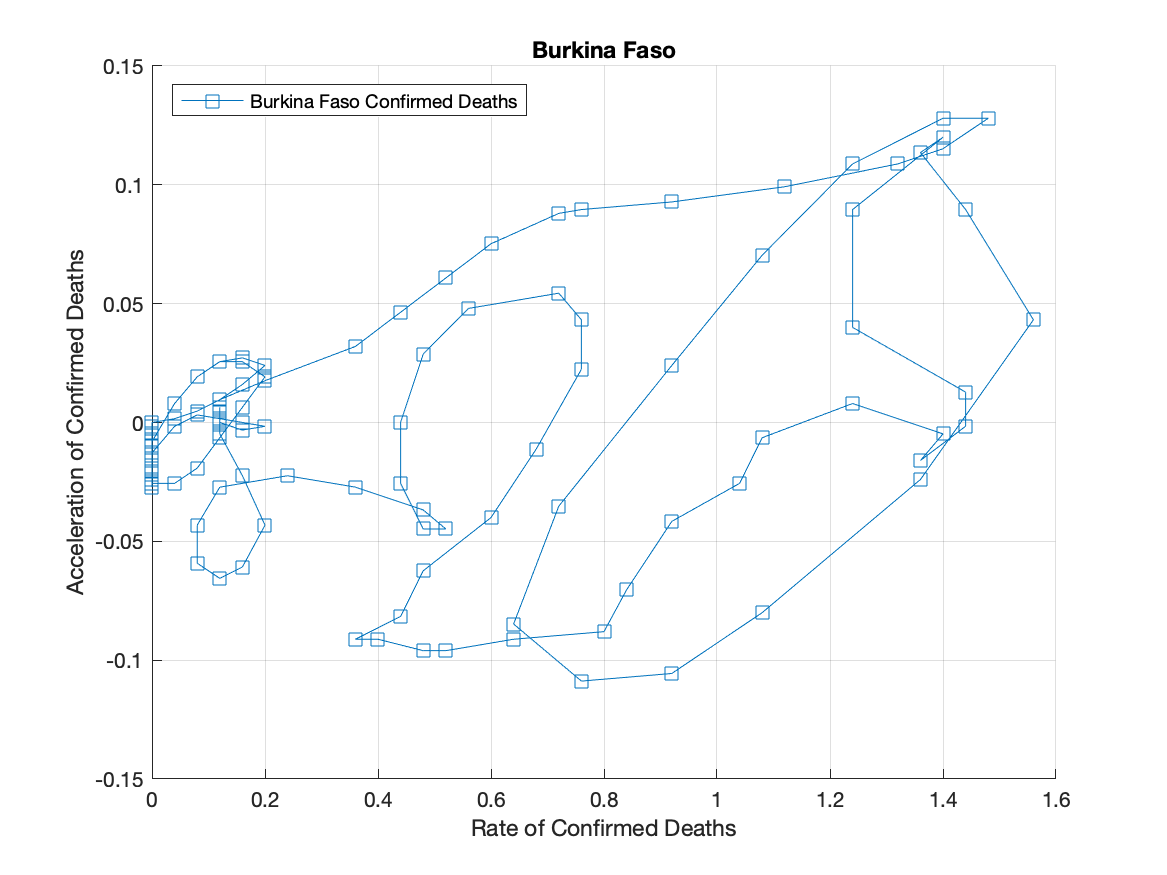 Burkina Faso
0.15
Burkina Faso Confirmed Deaths
0.1
0.05
0
-0.05
-0.1
-0.15
Acceleration of Confirmed Deaths
0 0.2 0.4 0.6 0.8 1 1.2 1.4 1.6
Rate of Confirmed Deaths